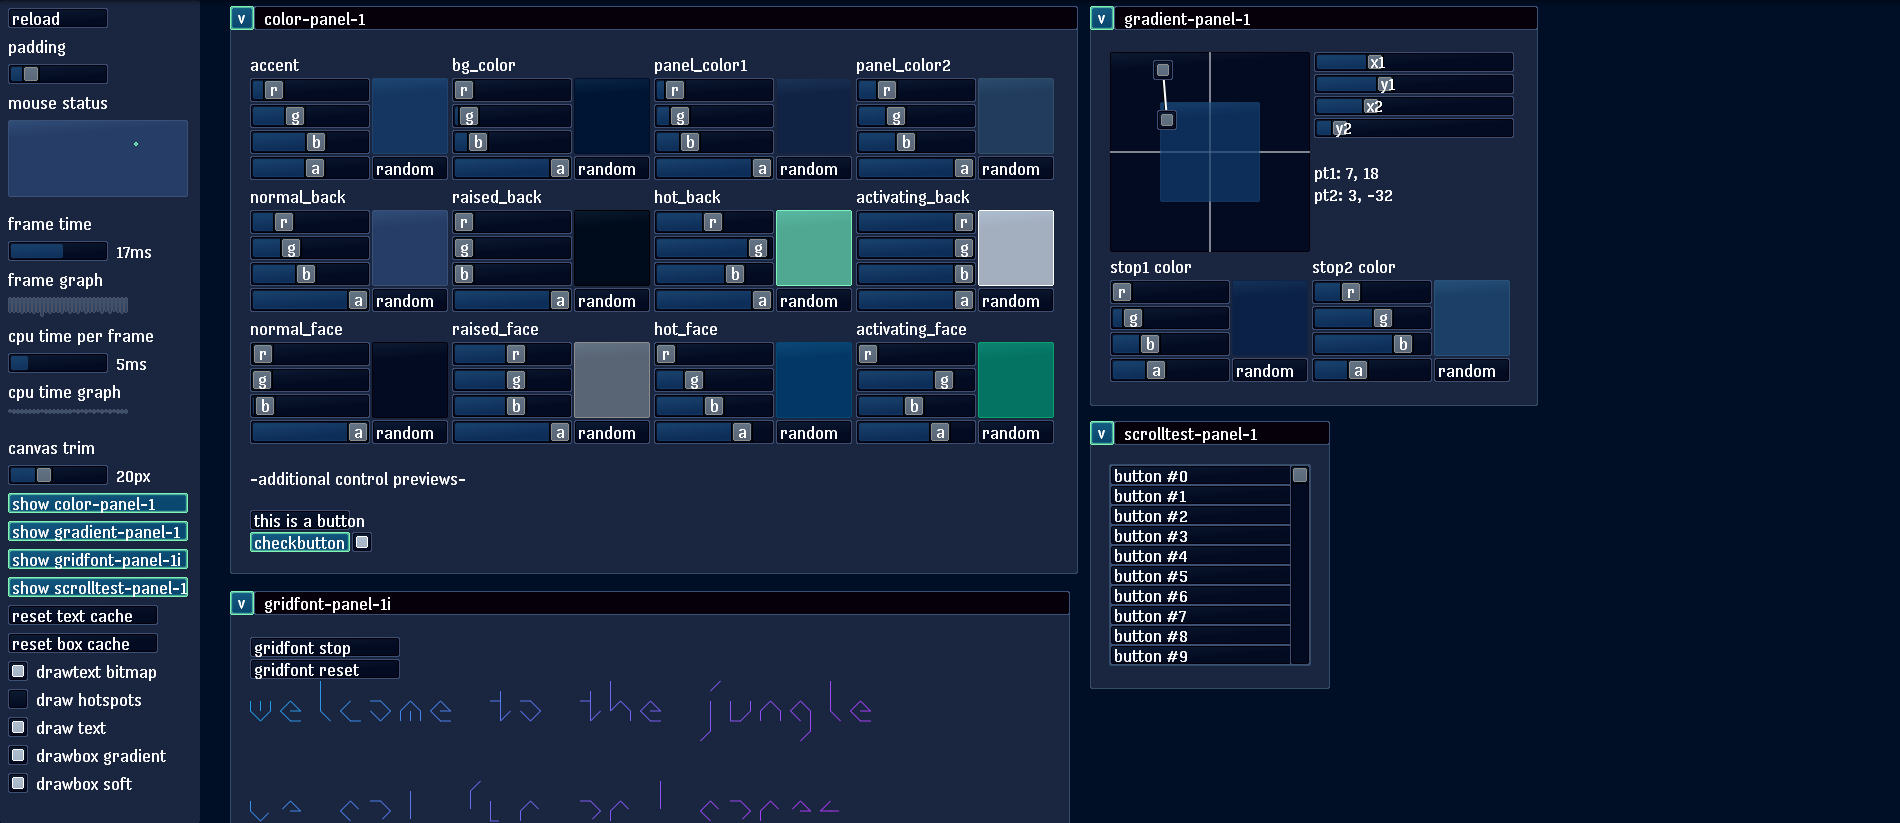 reload
padding
mouse status
frame time
17ms
frame graph
cpu time per frame
5ms
cpu time graph
canvas trim
20px
show color-panel-1
show gradient-panel-1
show gridfont-panel-1i
show scrolltest-panel-1
reset text cache
reset box cache
drawtext bitmap
draw hotspots
draw text
drawbox gradient
drawbox soft
v color-panel-1
accent bg_color panel_color1 panel_color2
r r r r
g g g g
b b b b
a random a random a random a random
normal_back raised_back hot_back activating_back
r r r r
g g g g
b b b b
a random a random a random a random
normal_face raised_face hot_face activating_face
r r r r
g g g g
b b b b
a random a random a random a random
-additional control previews-
this is a button
checkbutton
v gridfont-panel-1i
gridfont stop
gridfont reset
welcome to the jungle
v gradient-panel-1
x1
y1
x2
y2
pt1: 7, 18
pt2: 3, -32
stop1 color stop2 color
r r
g g
b b
a random a random
v scrolltest-panel-1
button #0
button #1
button #2
button #3
button #4
button #5
button #6
button #7
button #8
button #9